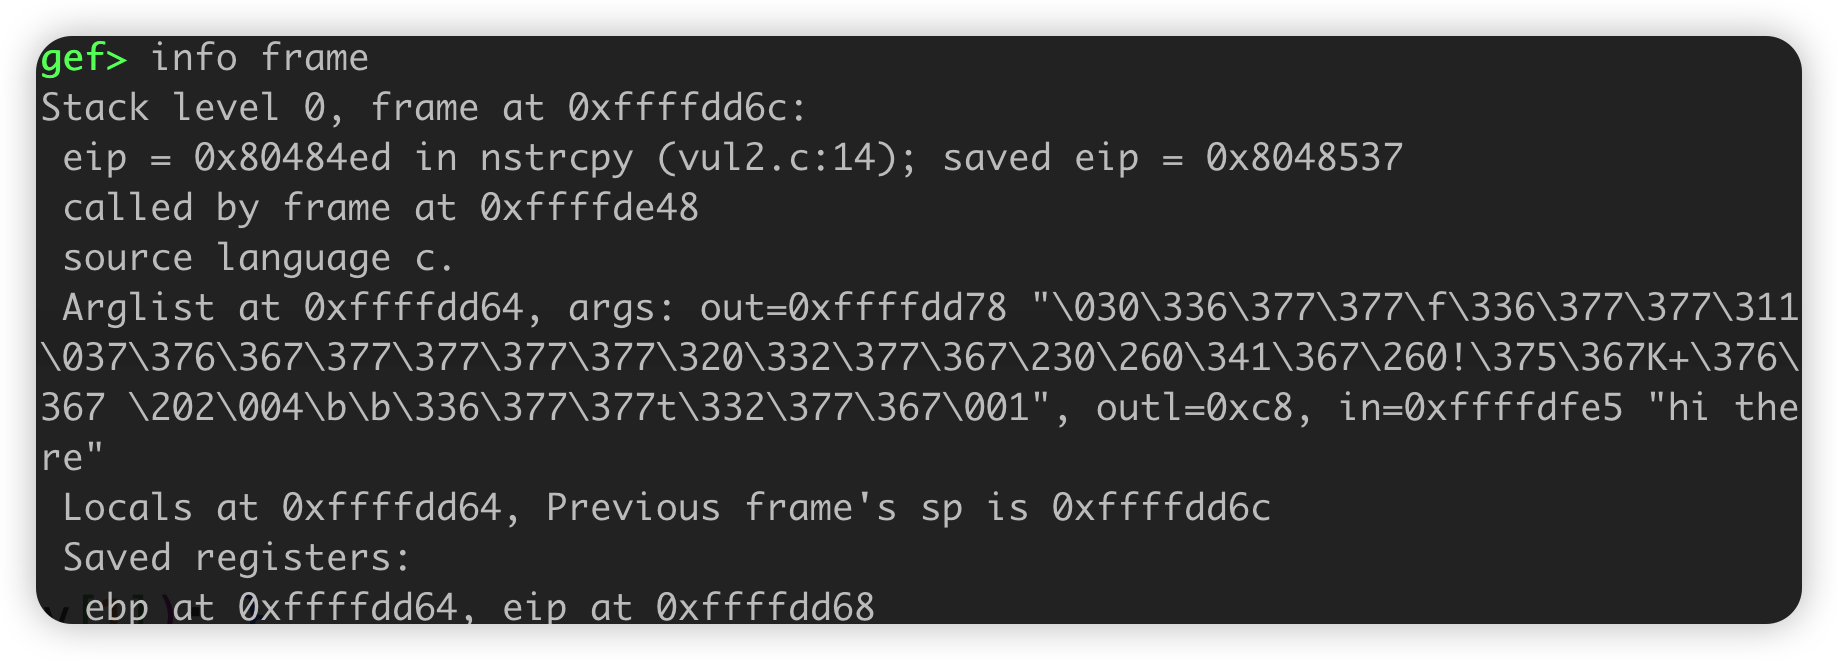 gef> info frame
Stack level 0, frame at 0xffffdd6c:
 eip = 0x80484ed in nstrcpy (vul2.c:14); saved eip = 0x8048537
 called by frame at 0xffffde48
 source language c.
 Arglist at 0xffffdd64, args: out=0xffffdd78 "\030\336\377\377\f\336\377\377\311
\037\376\367\377\377\377\377\320\332\377\367\230\260\341\367\260!\375\367K+\376\
367 \202\004\b\b\336\377\377t\332\377\367\001", outl=0xc8, in=0xffffdfe5 "hi the
re"
 Locals at 0xffffdd64, Previous frame's sp is 0xffffdd6c
 Saved registers:
  ebp at 0xffffdd64, eip at 0xffffdd68